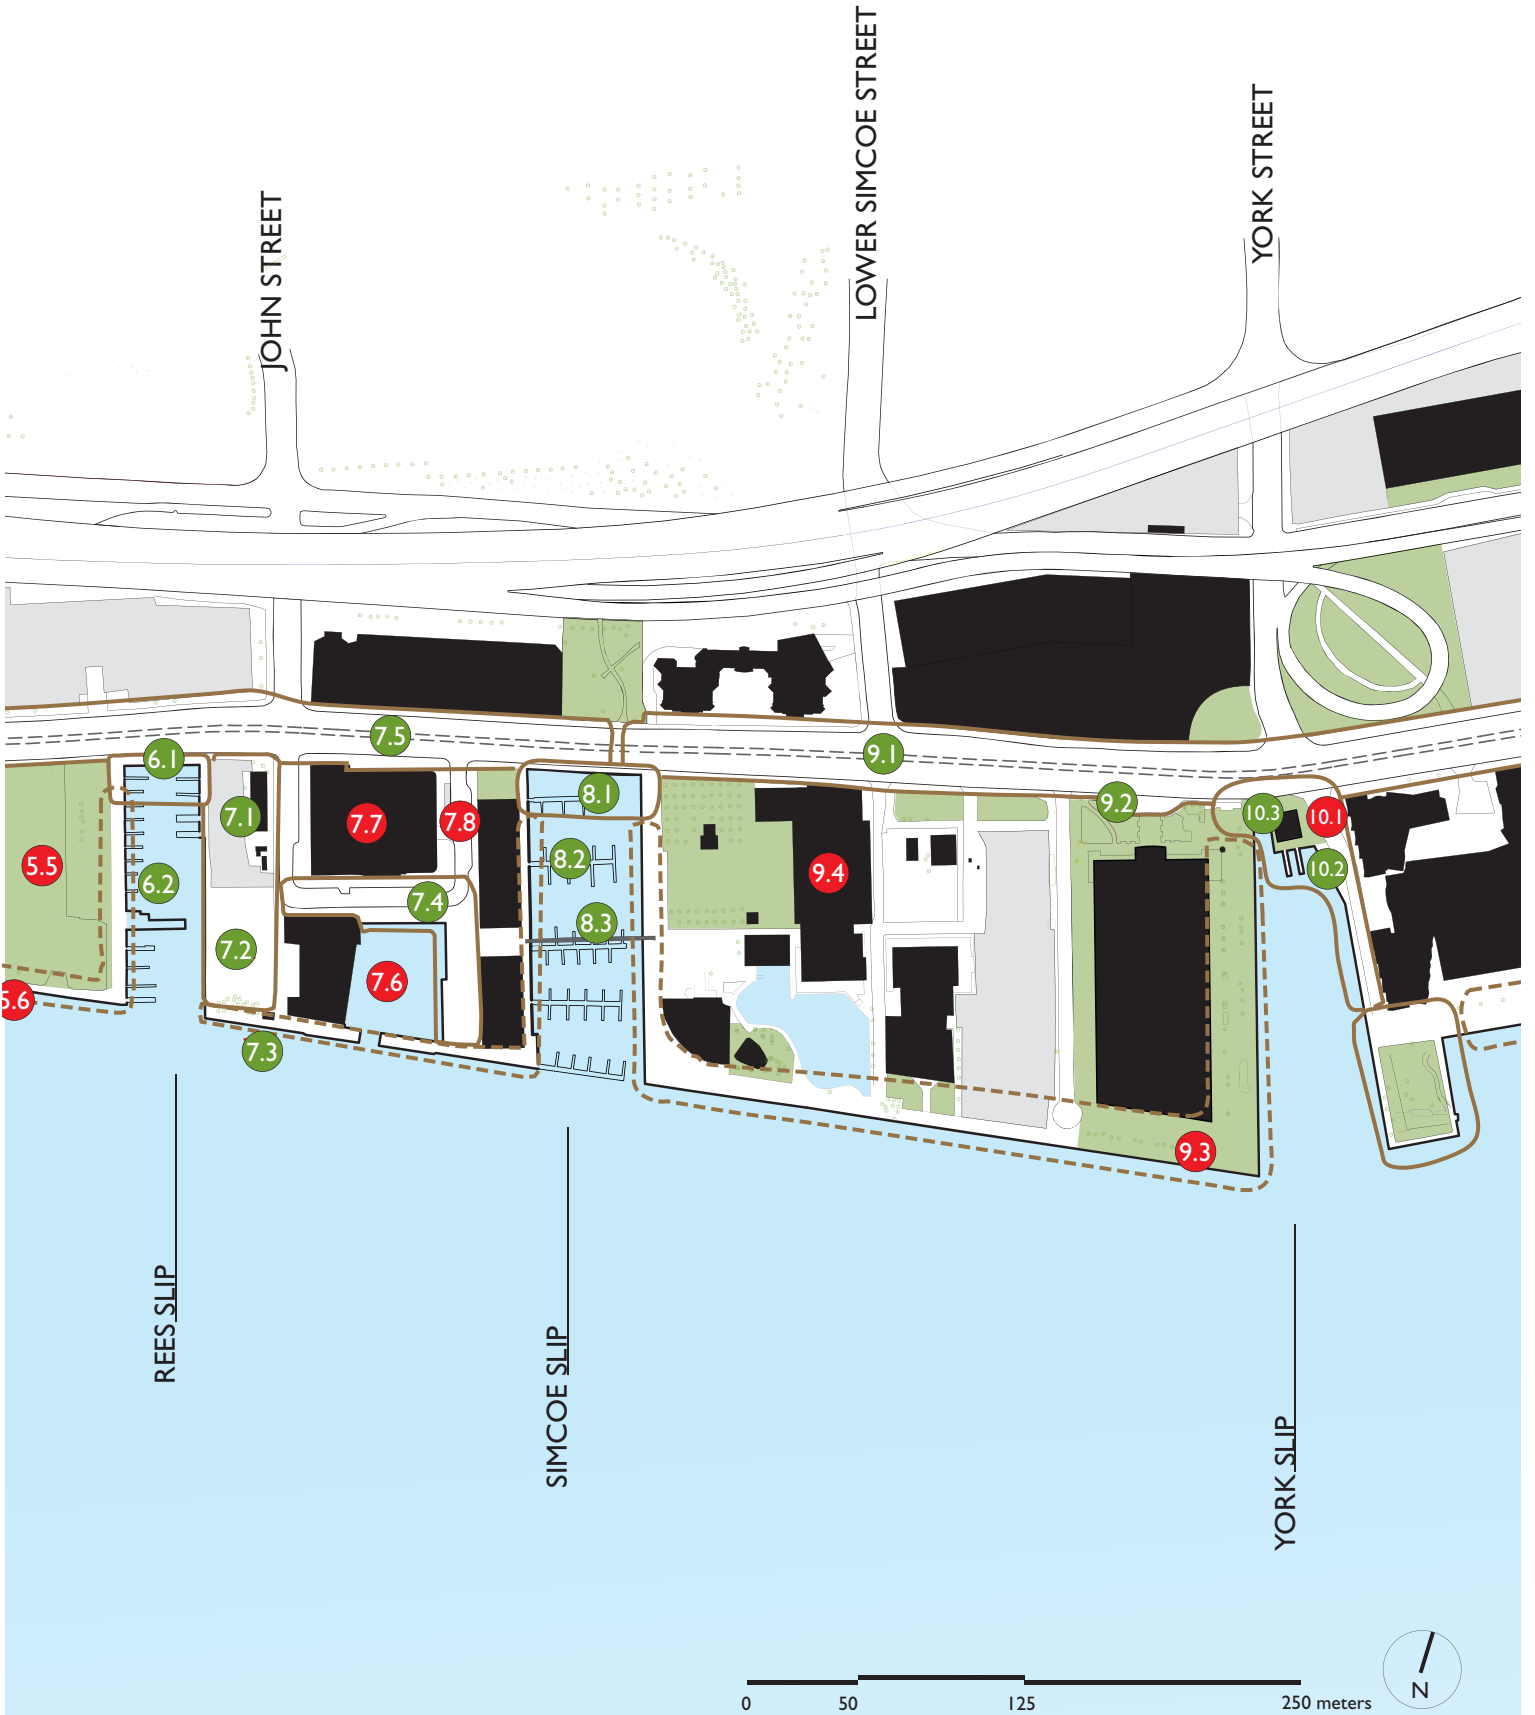 LOWER SIMCOE STREET
YORK STREET
JOHN STREET
7.5
6.1
9.1
8.1
9.2
7.1
7.7
7.8
10.3
10.1
5.5
8.2
9.4
10.2
6.2
7.4
8.3
7.2
7.6
5.6
7.3
9.3
REES SLIP
SIMCOE SLIP
YORK SLIP
N
0 50 125 250 meters